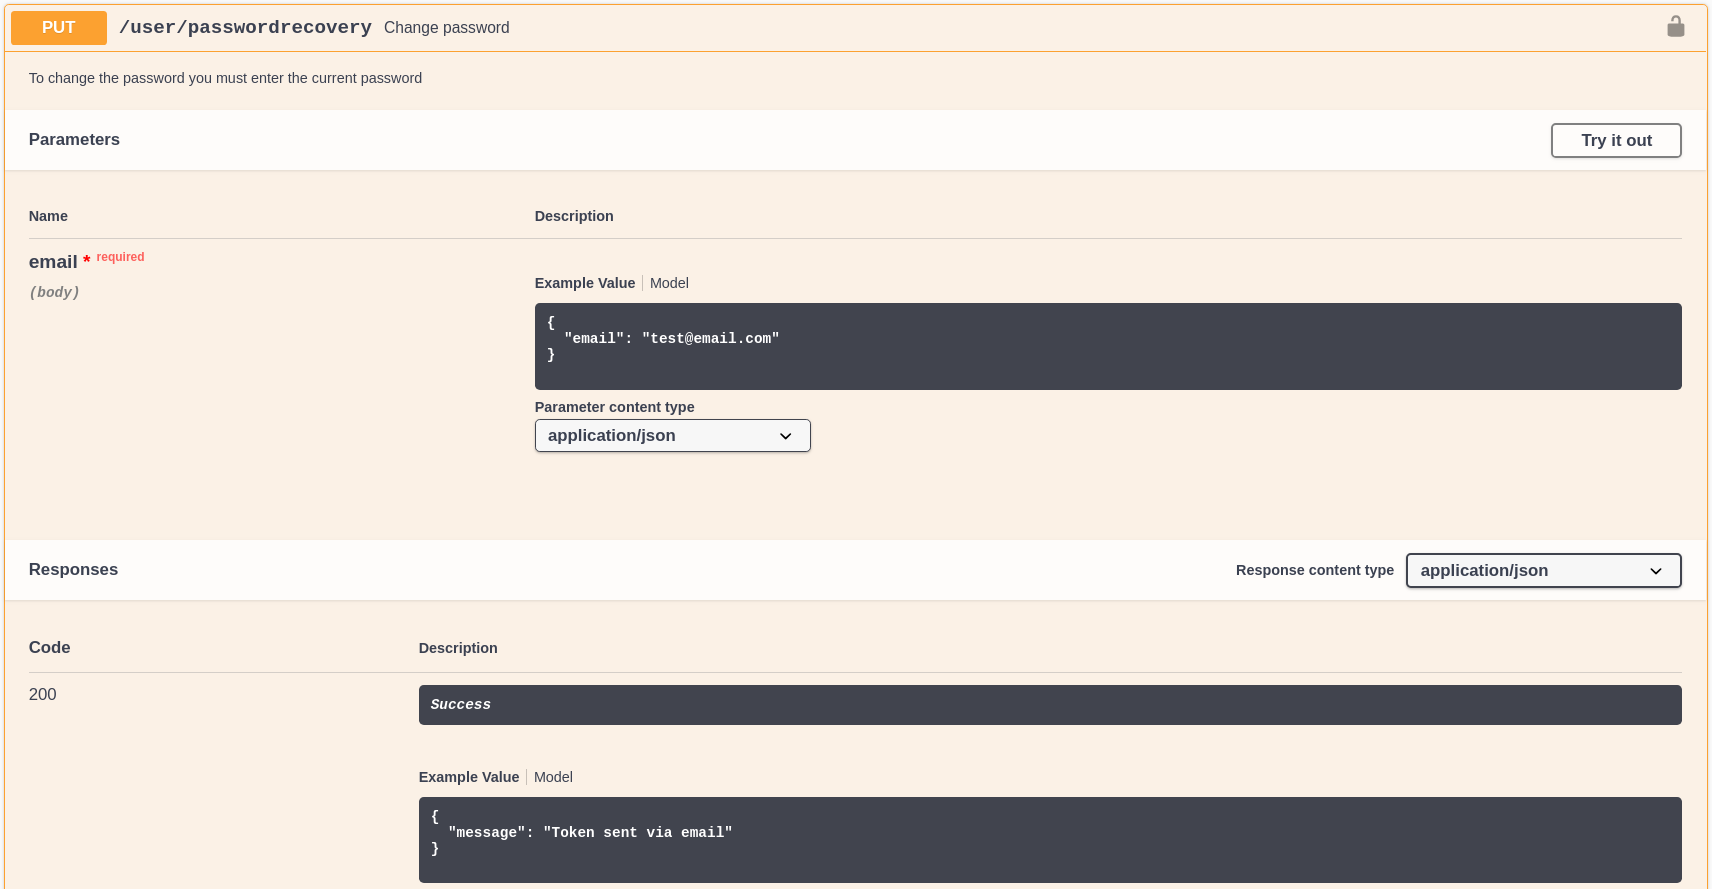 PUT /user/passwordrecovery Change password
To change the password you must enter the current password
Parameters Try it out
Name Description
email * required
(body)
Example Value Model
{
  "email": "test@email.com"
}
Parameter content type
application/json
Responses Response content type application/json
Code Description
200 Success
Example Value Model
{
  "message": "Token sent via email"
}